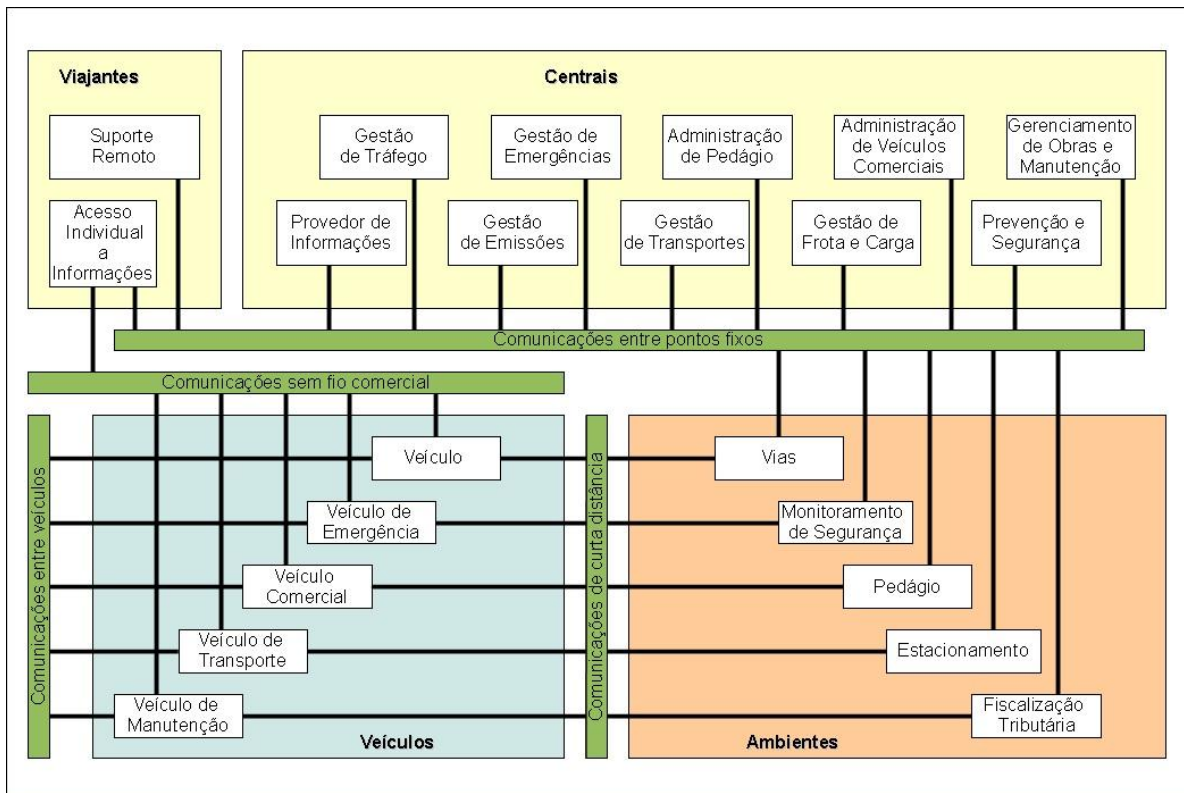 Viajantes
Suporte
Remoto
Acesso
Individual
a
Informações
Centrais
Gestão
de Tráfego
Gestão de
Emergências
Administração
de Pedágio
Administração
de Veículos
Comerciais
Gerenciamento
de Obras e
Manutenção
Provedor de
Informações
Gestão
de Emissões
Gestão
de Transportes
Gestão de
Frota e Carga
Prevenção e
Segurança
Comunicações entre pontos fixos
Comunicações sem fio comercial
Comunicações entre veículos
Veículo
Veículo de
Emergência
Veículo
Comercial
Veículo de
Transporte
Veículo de
Manutenção
Veículos
Comunicações de curta distância
Vias
Monitoramento
de Segurança
Pedágio
Estacionamento
Fiscalização
Tributária
Ambientes